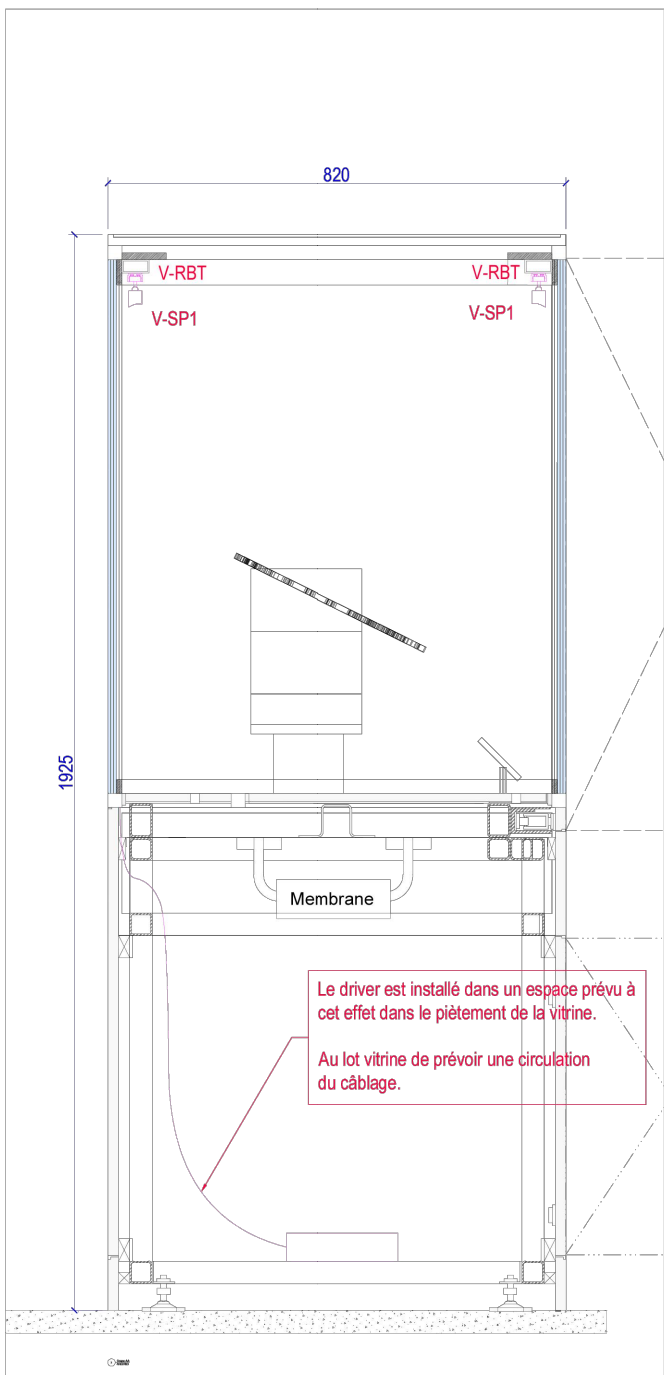 820
V-RBT
V-RBT
V-SP1
V-SP1
1925
Membrane
Le driver est installé dans un espace prévu à
cet effet dans le piètement de la vitrine.
Au lot vitrine de prévoir une circulation
du câblage.